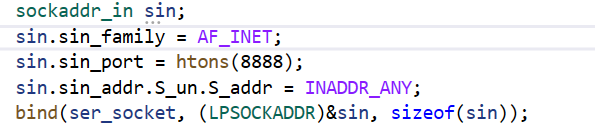 sockaddr_in sin;
sin.sin_family = AF_INET;
sin.sin_port = htons(8888);
sin.sin_addr.S_un.S_addr = INADDR_ANY;
bind(ser_socket, (LPSOCKADDR)&sin, sizeof(sin));